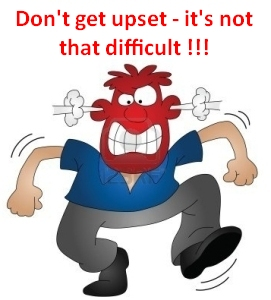 Don't get upset - it's not
that difficult !!!